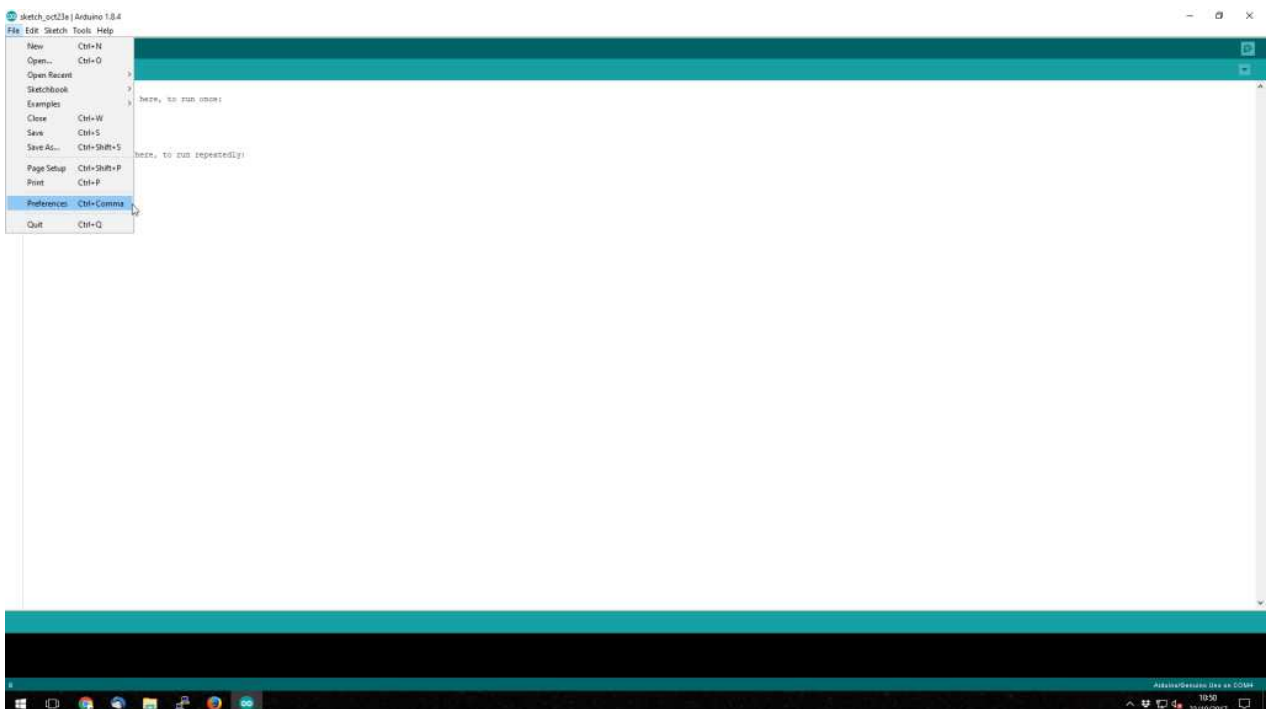 sketch_oct23a | Arduino 1.8.4
File Edit Sketch Tools Help
New Ctrl+N
Open... Ctrl+O
Open Recent
Sketchbook
Examples
Close Ctrl+W
Save Ctrl+S
Save As... Ctrl+Shift+S
Page Setup Ctrl+Shift+P
Print Ctrl+P
Preferences Ctrl+Comma
Quit Ctrl+Q
here, to run once:
here, to run repeatedly:
Arduino/Genuino Uno on COM4
10:50